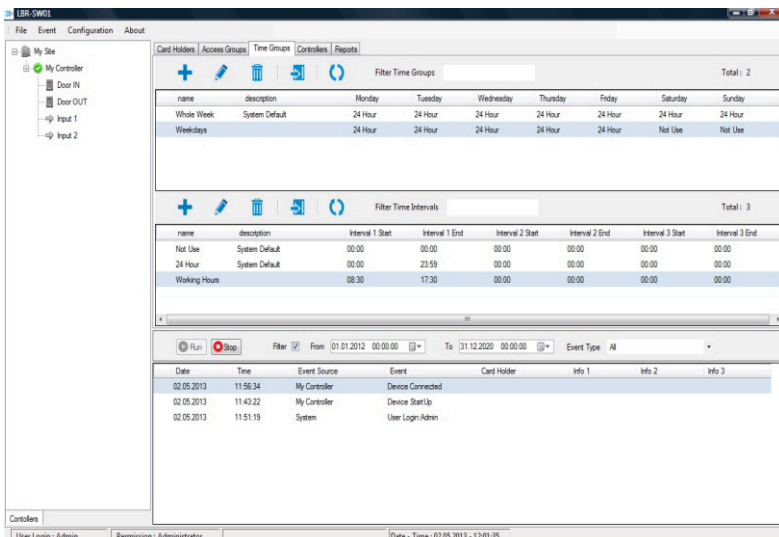 LBR-SW01
File Event Configuration About
My Site
My Controller
Door IN
Door OUT
Input 1
Input 2
Card Holders Access Groups Time Groups Controllers Reports
Filter Time Groups Total : 2
name description Monday Tuesday Wednesday Thursday Friday Saturday Sunday
Whole Week System Default 24 Hour 24 Hour 24 Hour 24 Hour 24 Hour 24 Hour 24 Hour
Weekdays 24 Hour 24 Hour 24 Hour 24 Hour 24 Hour Not Use Not Use
Filter Time Intervals Total : 3
name description Interval 1 Start Interval 1 End Interval 2 Start Interval 2 End Interval 3 Start Interval 3 End
Not Use System Default 00:00 00:00 00:00 00:00 00:00 00:00
24 Hour System Default 00:00 23:59 00:00 00:00 00:00 00:00
Working Hours 08:30 17:30 00:00 00:00 00:00 00:00
Run Stop Filter From 01.01.2012 00:00:00 To 31.12.2020 00:00:00 Event Type All
Date Time Event Source Event Card Holder Info 1 Info 2 Info 3
02.05.2013 11:56:34 My Controller Device Connected
02.05.2013 11:43:22 My Controller Device StartUp
02.05.2013 11:51:19 System User Login:Admin
Contollers
User Login : Admin Permission : Administrator Date - Time : 02.05.2013 - 12:01:35